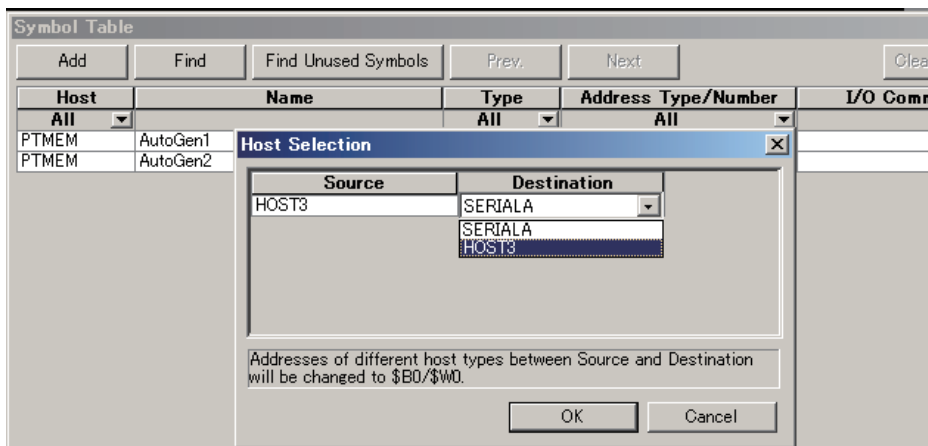 Symbol Table
Add Find Find Unused Symbols Prev. Next Clea
Host Name Type Address Type/Number I/O Comm
All All All
PTMEM AutoGen1
PTMEM AutoGen2
Host Selection
Source Destination
HOST3 SERIALA
SERIALA
HOST3
Addresses of different host types between Source and Destination
will be changed to $B0/$W0.
OK Cancel